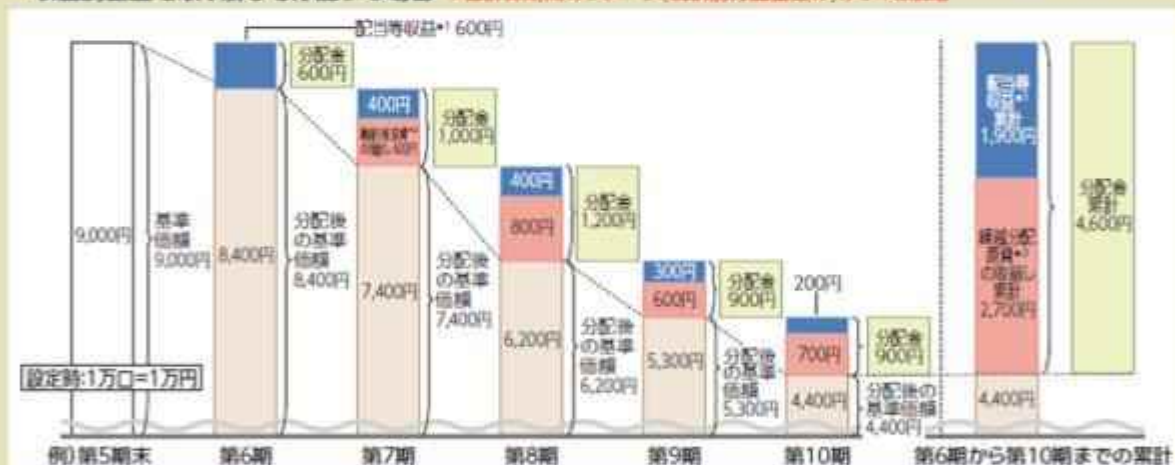 配当等収益*1 600円
分配金
600円
400円
分配金
1,000円
400円
800円
分配金
1,200円
300円
600円
分配金
900円
200円
700円
分配金
900円
9,000円
基準
価額
9,000円
8,400円
分配後
の基準
価額
8,400円
7,400円
分配後
の基準
価額
7,400円
6,200円
分配後
の基準
価額
6,200円
5,300円
分配後
の基準
価額
5,300円
4,400円
分配後の
基準価額
4,400円
累計
1,900円
の取崩し
累計
2,700円
4,400円
分配金
累計
4,600円
設定時:1万口=1万円
例) 第5期末
第6期
第7期
第8期
第9期
第10期
第6期から第10期までの累計